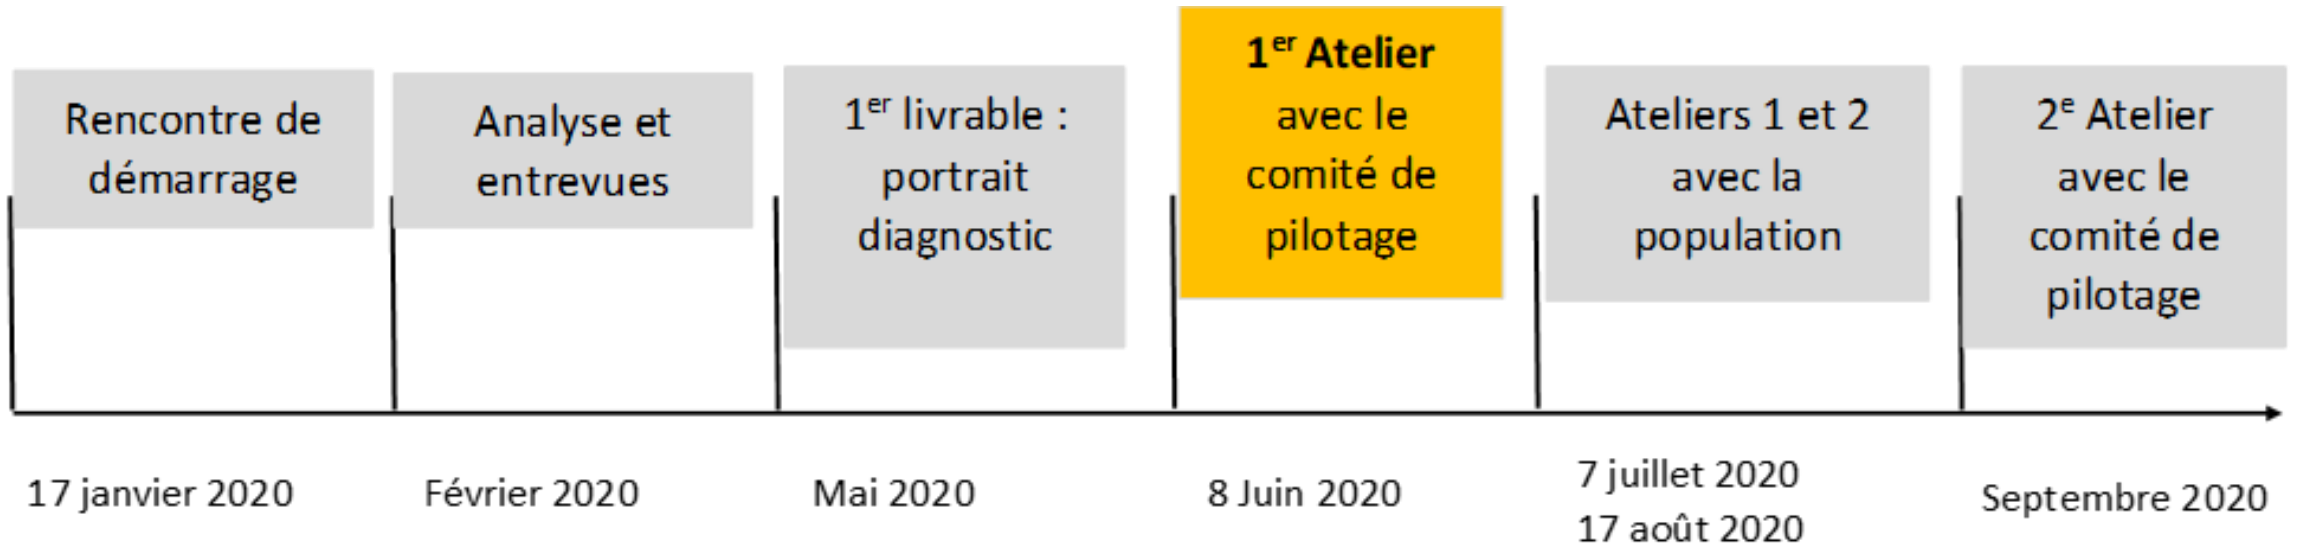 Rencontre de
démarrage
Analyse et
entrevues
1er livrable :
portrait
diagnostic
1er Atelier
avec le
comité de
pilotage
Ateliers 1 et 2
avec la
population
2e Atelier
avec le
comité de
pilotage
17 janvier 2020
Février 2020
Mai 2020
8 Juin 2020
7 juillet 2020
17 août 2020
Septembre 2020